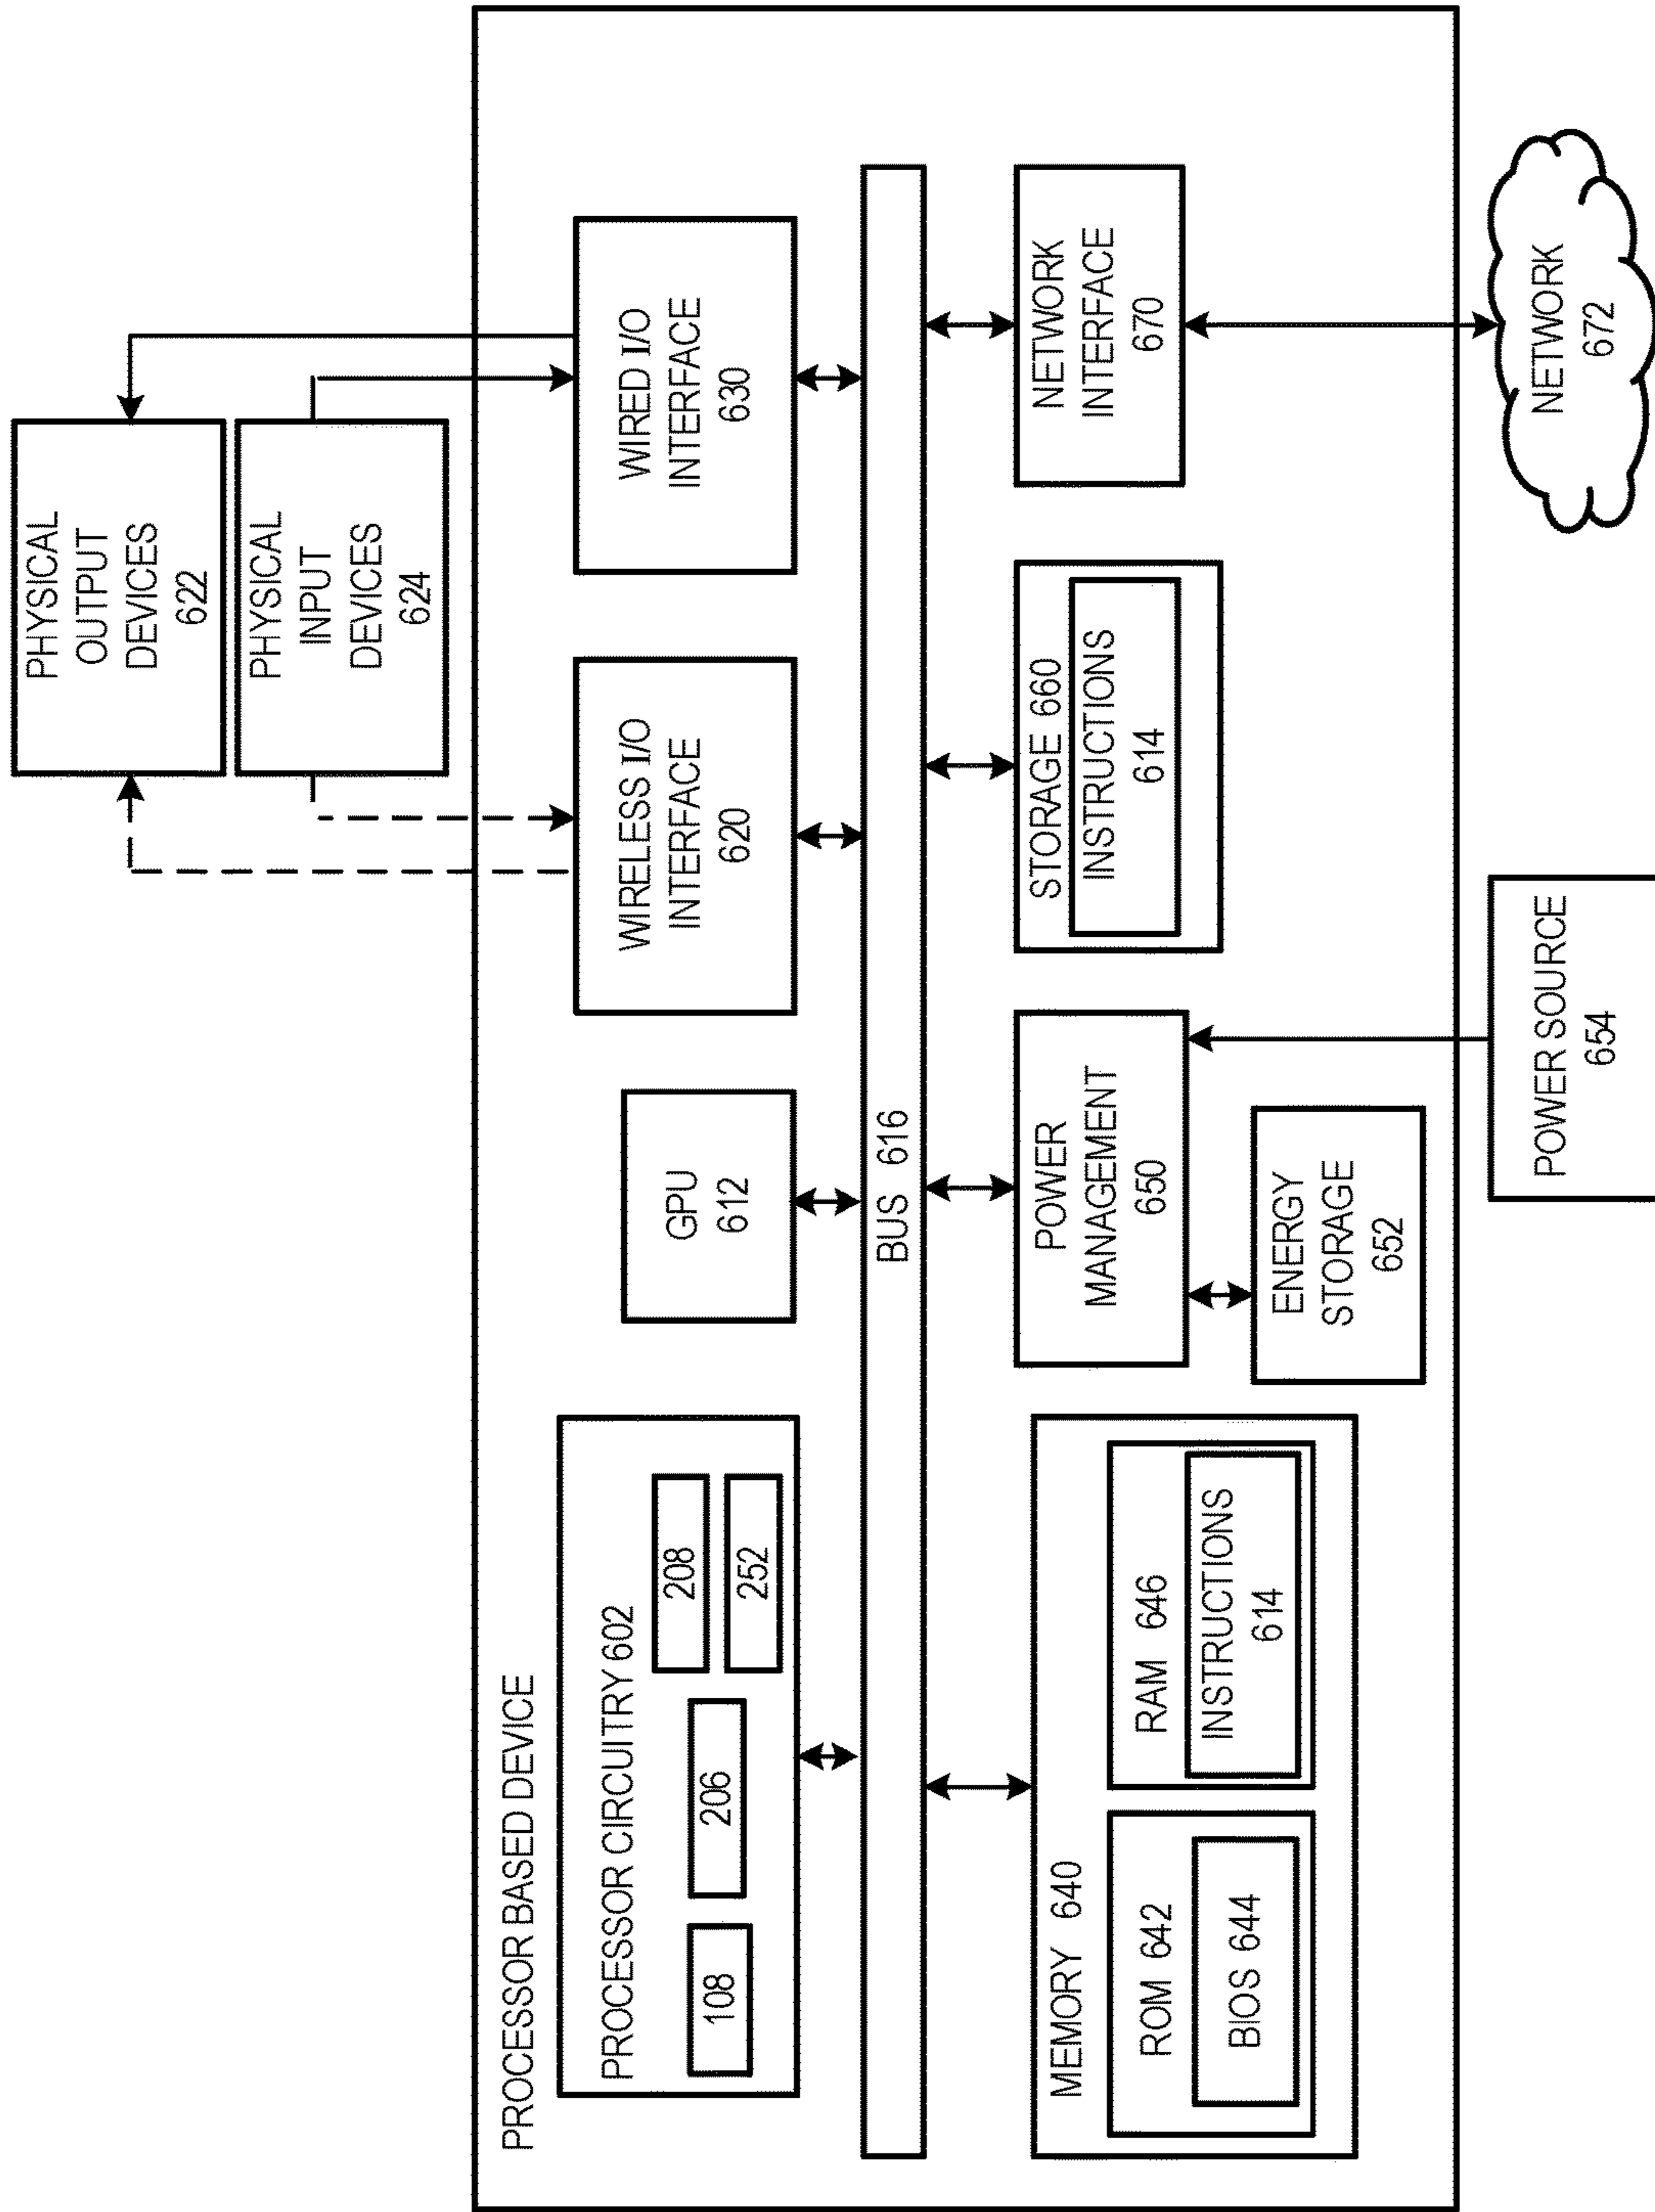 PHYSICAL
OUTPUT
DEVICES
622
PHYSICAL
INPUT
DEVICES
624
PROCESSOR BASED DEVICE
PROCESSOR CIRCUITRY 602
108
206
208
252
GPU
612
WIRELESS I/O
INTERFACE
620
WIRED I/O
INTERFACE
630
BUS 616
MEMORY 640
ROM 642
BIOS 644
RAM 646
INSTRUCTIONS
614
POWER
MANAGEMENT
650
ENERGY
STORAGE
652
STORAGE 660
INSTRUCTIONS
614
NETWORK
INTERFACE
670
POWER SOURCE
654
NETWORK
672